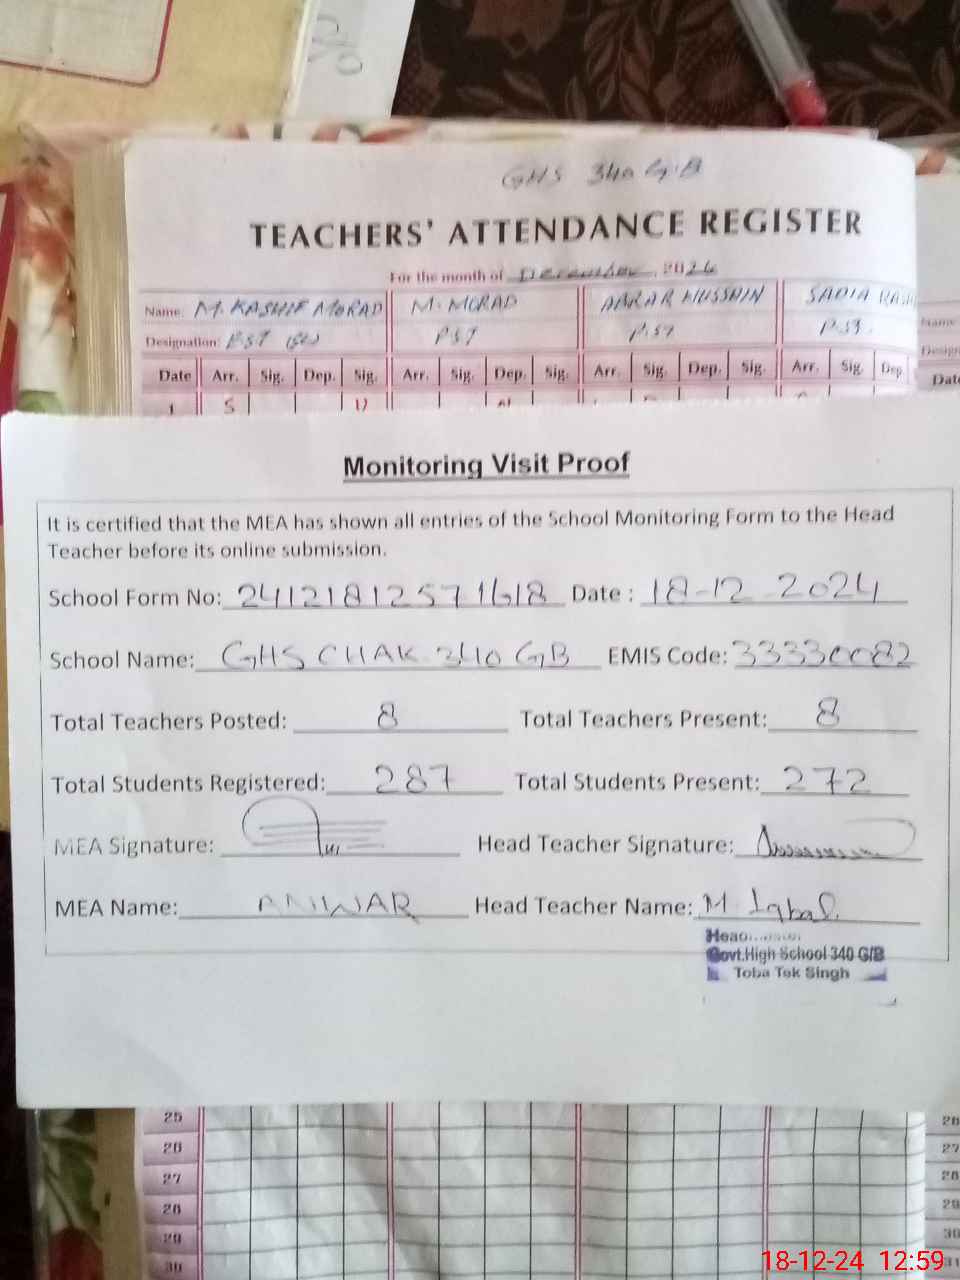 GHS 340 G.B
TEACHERS' ATTENDANCE REGISTER
For the month of December, 2024
Name: M. KASHIF MORAD M. MORAD ABRAR HUSSAIN SADIA
Designation: EST PST PST PST.
Date Arr. Sig. Dep. Sig. Arr. Sig. Dep. Sig. Arr. Sig. Dep. Sig. Arr. Sig. Dep
1 S
Monitoring Visit Proof
It is certified that the MEA has shown all entries of the School Monitoring Form to the Head
Teacher before its online submission.
School Form No: 24121812571618 Date : 18-12-2024
School Name: GHS CHAK 340 GB EMIS Code: 33330082
Total Teachers Posted: 8 Total Teachers Present: 8
Total Students Registered: 287 Total Students Present: 272
MEA Signature: Head Teacher Signature:
MEA Name: ANWAR Head Teacher Name: M. Iqbal.
Govt.High School 340 G/B
Toba Tek Singh
25
26
27
28
29
30
18-12-24 12:59